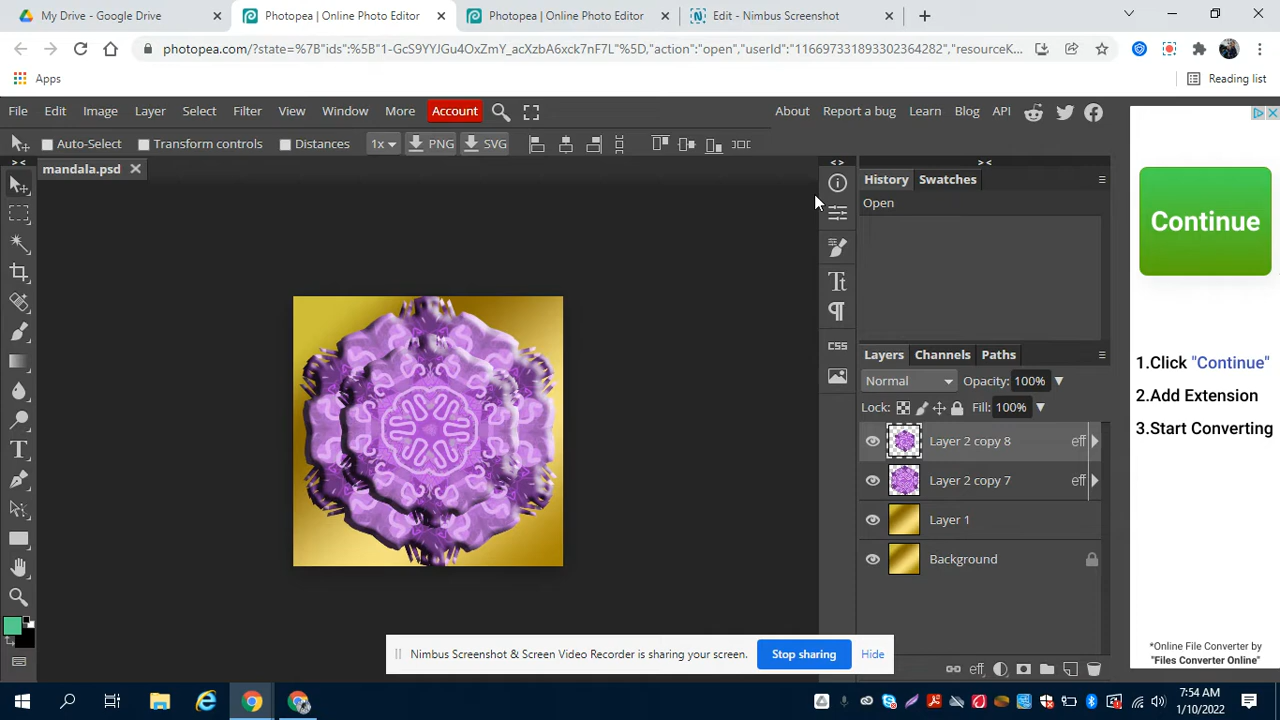 My Drive - Google Drive
Photopea | Online Photo Editor
Photopea | Online Photo Editor
Edit - Nimbus Screenshot
photopea.com/?state=%7B"ids":%5B"1-GcS9YYJGu4OxZmY_acXzbA6xck7nF7L"%5D,"action":"open","userId":"116697331899302364282","resourceK...
Apps
Reading list
File Edit Image Layer Select Filter View Window More Account
About Report a bug Learn Blog API
Auto-Select Transform controls Distances 1x PNG SVG
mandala.psd
History Swatches
Open
CSS
Layers Channels Paths
Normal Opacity: 100%
Lock: Fill: 100%
Layer 2 copy 8 eff
Layer 2 copy 7 eff
Layer 1
Background
eff
Continue
1.Click "Continue"
2.Add Extension
3.Start Converting
*Online File Converter by
"Files Converter Online"
Nimbus Screenshot & Screen Video Recorder is sharing your screen. Stop sharing Hide
7:54 AM
1/10/2022